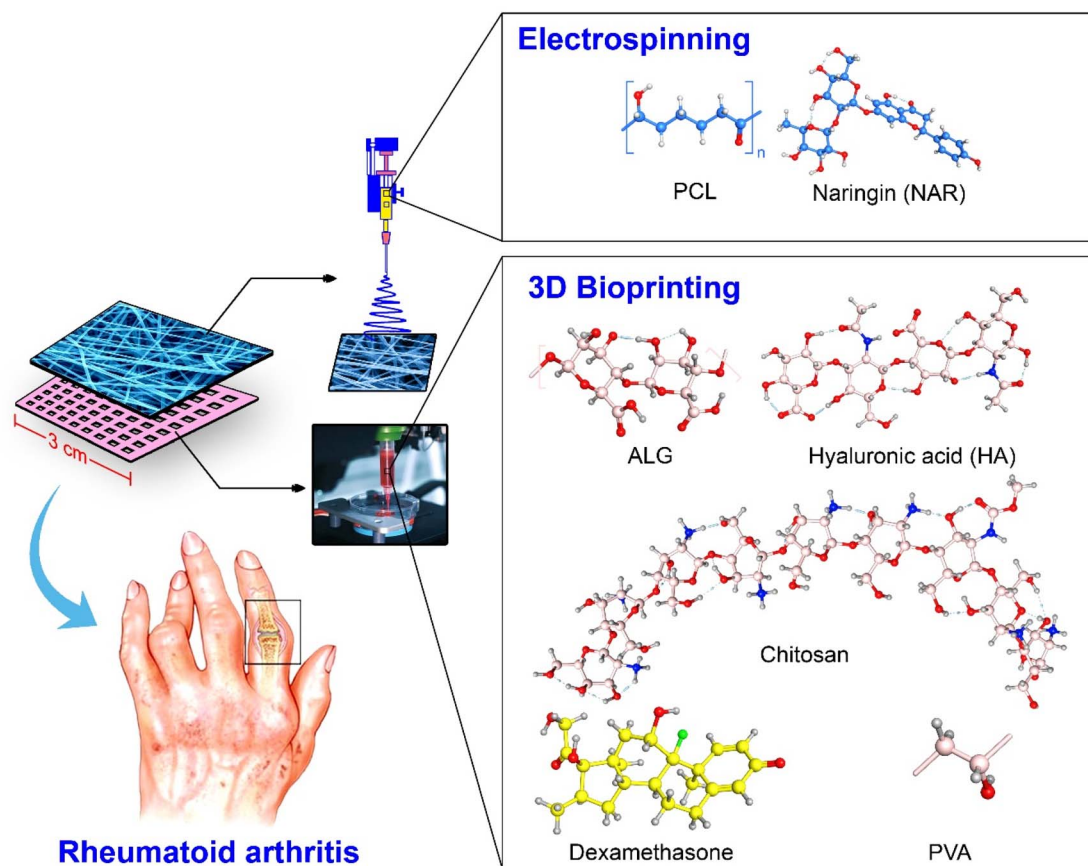 Electrospinning
n
PCL
Naringin (NAR)
3D Bioprinting
ALG
Hyaluronic acid (HA)
3 cm
Chitosan
Dexamethasone
PVA
Rheumatoid arthritis